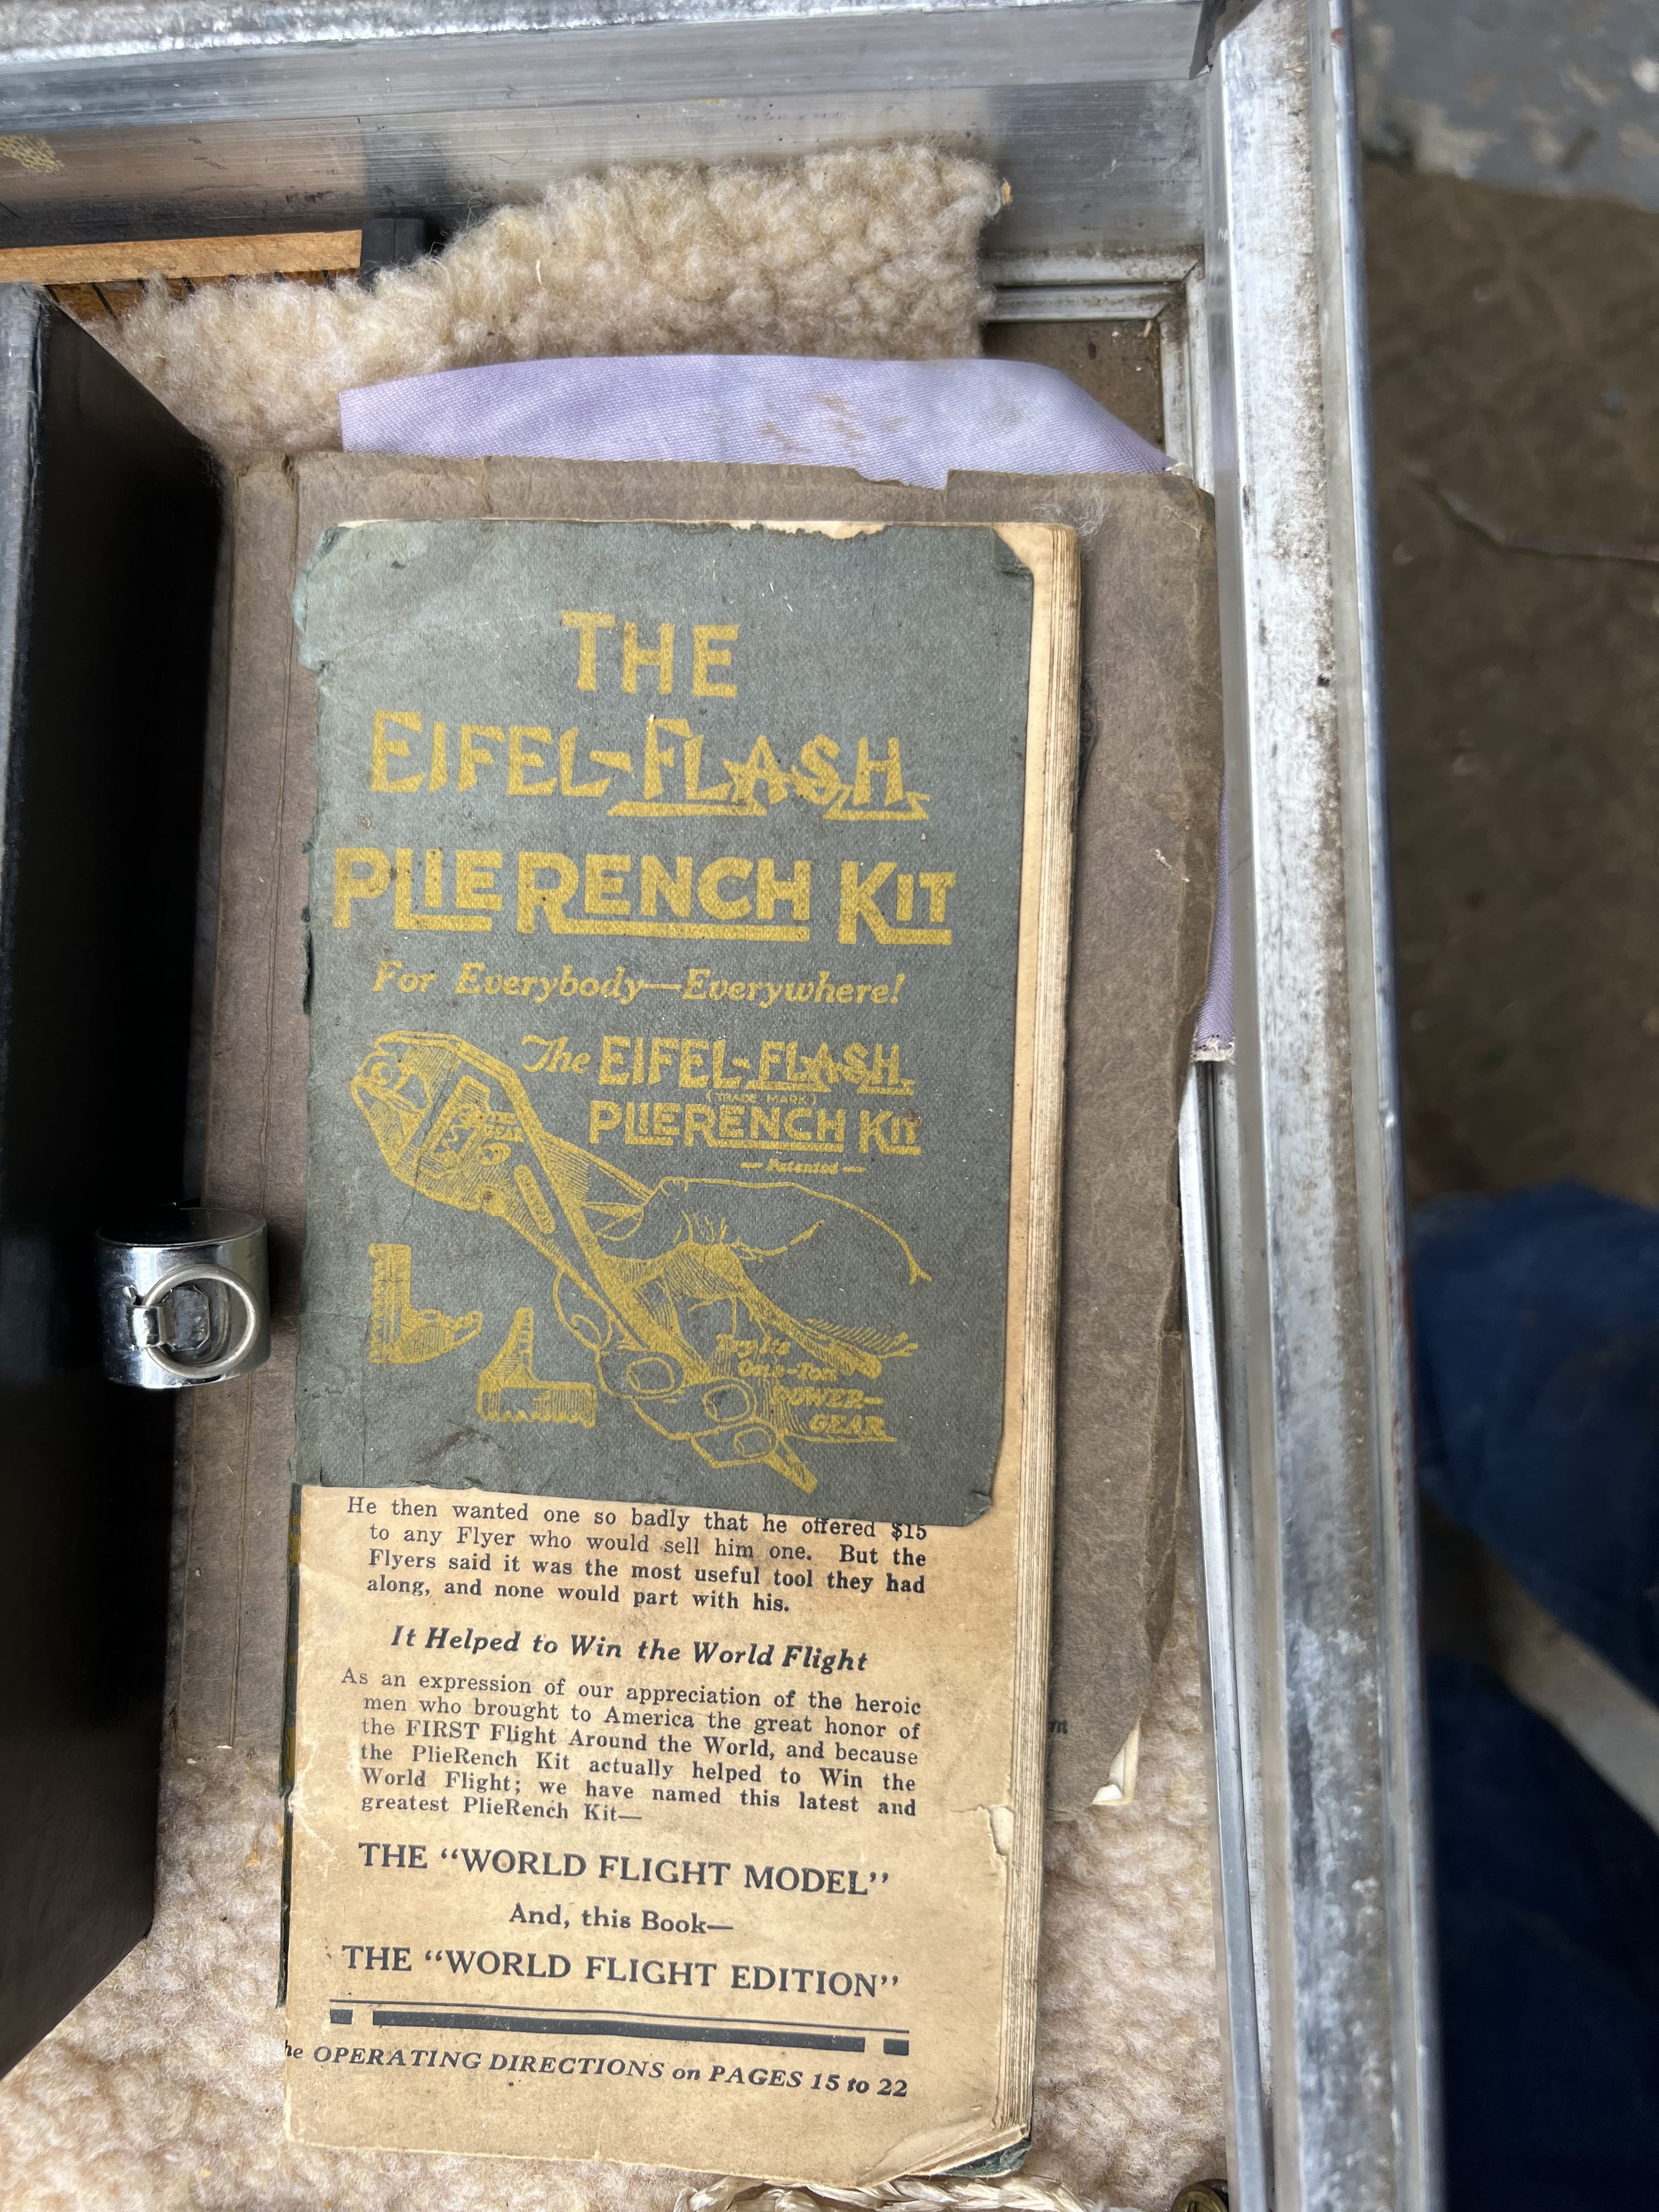 THE
EIFEL-FLASH
PLIERENCH KIT
For Everybody—Everywhere!
The EIFEL-FLASH
(TRADE MARK)
PLIERENCH KIT
— Patented —
Try its
One-Ton
POWER-
GEAR
He then wanted one so badly that he offered $15
to any Flyer who would sell him one. But the
Flyers said it was the most useful tool they had
along, and none would part with his.
It Helped to Win the World Flight
As an expression of our appreciation of the heroic
men who brought to America the great honor of
the FIRST Flight Around the World, and because
the PlieRench Kit actually helped to Win the
World Flight; we have named this latest and
greatest PlieRench Kit—
THE “WORLD FLIGHT MODEL”
And, this Book—
THE “WORLD FLIGHT EDITION”
he OPERATING DIRECTIONS on PAGES 15 to 22